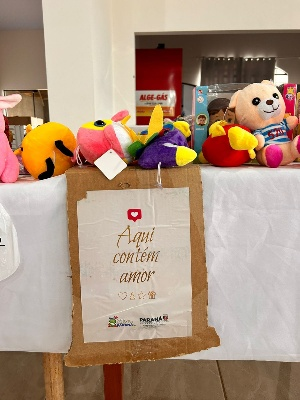 ALGE-GÁS
Aqui
contém
amor
PARANÁ